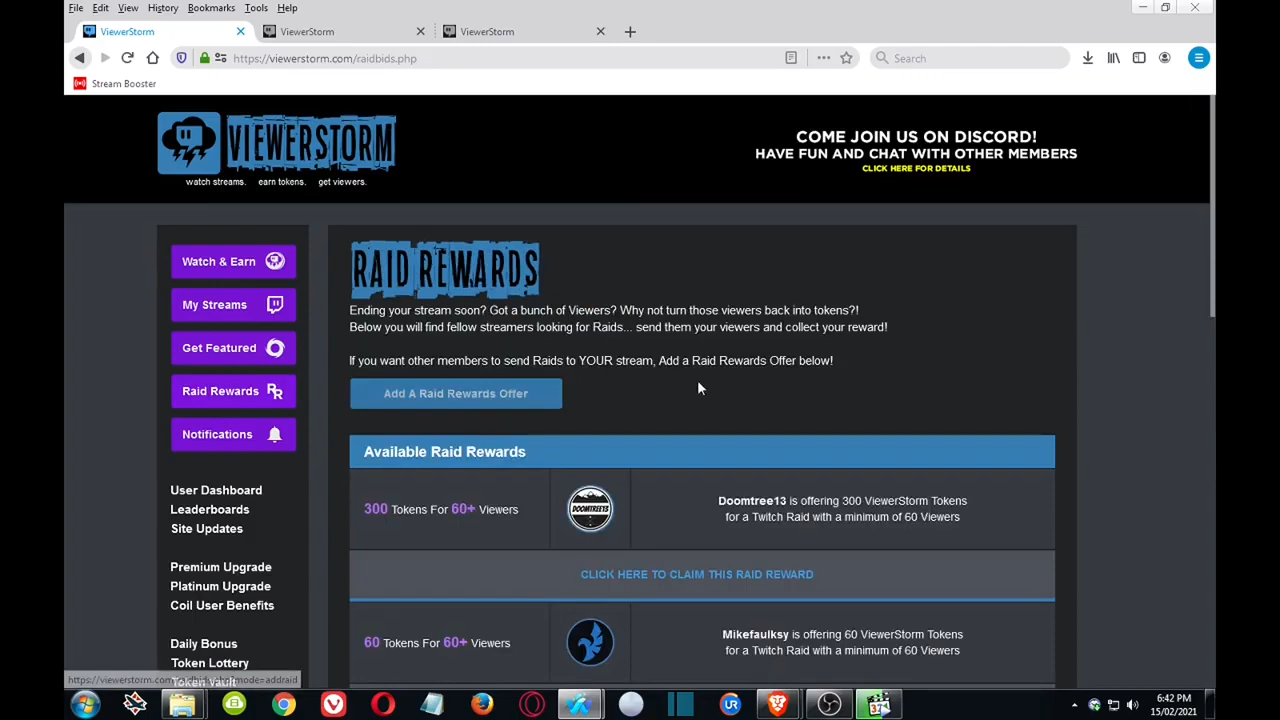 File Edit View History Bookmarks Tools Help
ViewerStorm
ViewerStorm
ViewerStorm
https://viewerstorm.com/raidbids.php
Search
Stream Booster
VIEWERSTORM
watch streams. earn tokens. get viewers.
COME JOIN US ON DISCORD!
HAVE FUN AND CHAT WITH OTHER MEMBERS
CLICK HERE FOR DETAILS
Watch & Earn
My Streams
Get Featured
Raid Rewards
Notifications
User Dashboard
Leaderboards
Site Updates
Premium Upgrade
Platinum Upgrade
Coil User Benefits
Daily Bonus
Token Lottery
Token Vault
RAID REWARDS
Ending your stream soon? Got a bunch of Viewers? Why not turn those viewers back into tokens?!
Below you will find fellow streamers looking for Raids... send them your viewers and collect your reward!
If you want other members to send Raids to YOUR stream, Add a Raid Rewards Offer below!
Add A Raid Rewards Offer
Available Raid Rewards
300 Tokens For 60+ Viewers
DOOMTREE13
Doomtree13 is offering 300 ViewerStorm Tokens
for a Twitch Raid with a minimum of 60 Viewers
CLICK HERE TO CLAIM THIS RAID REWARD
60 Tokens For 60+ Viewers
Mikefaulksy is offering 60 ViewerStorm Tokens
for a Twitch Raid with a minimum of 60 Viewers
6:42 PM
15/02/2021